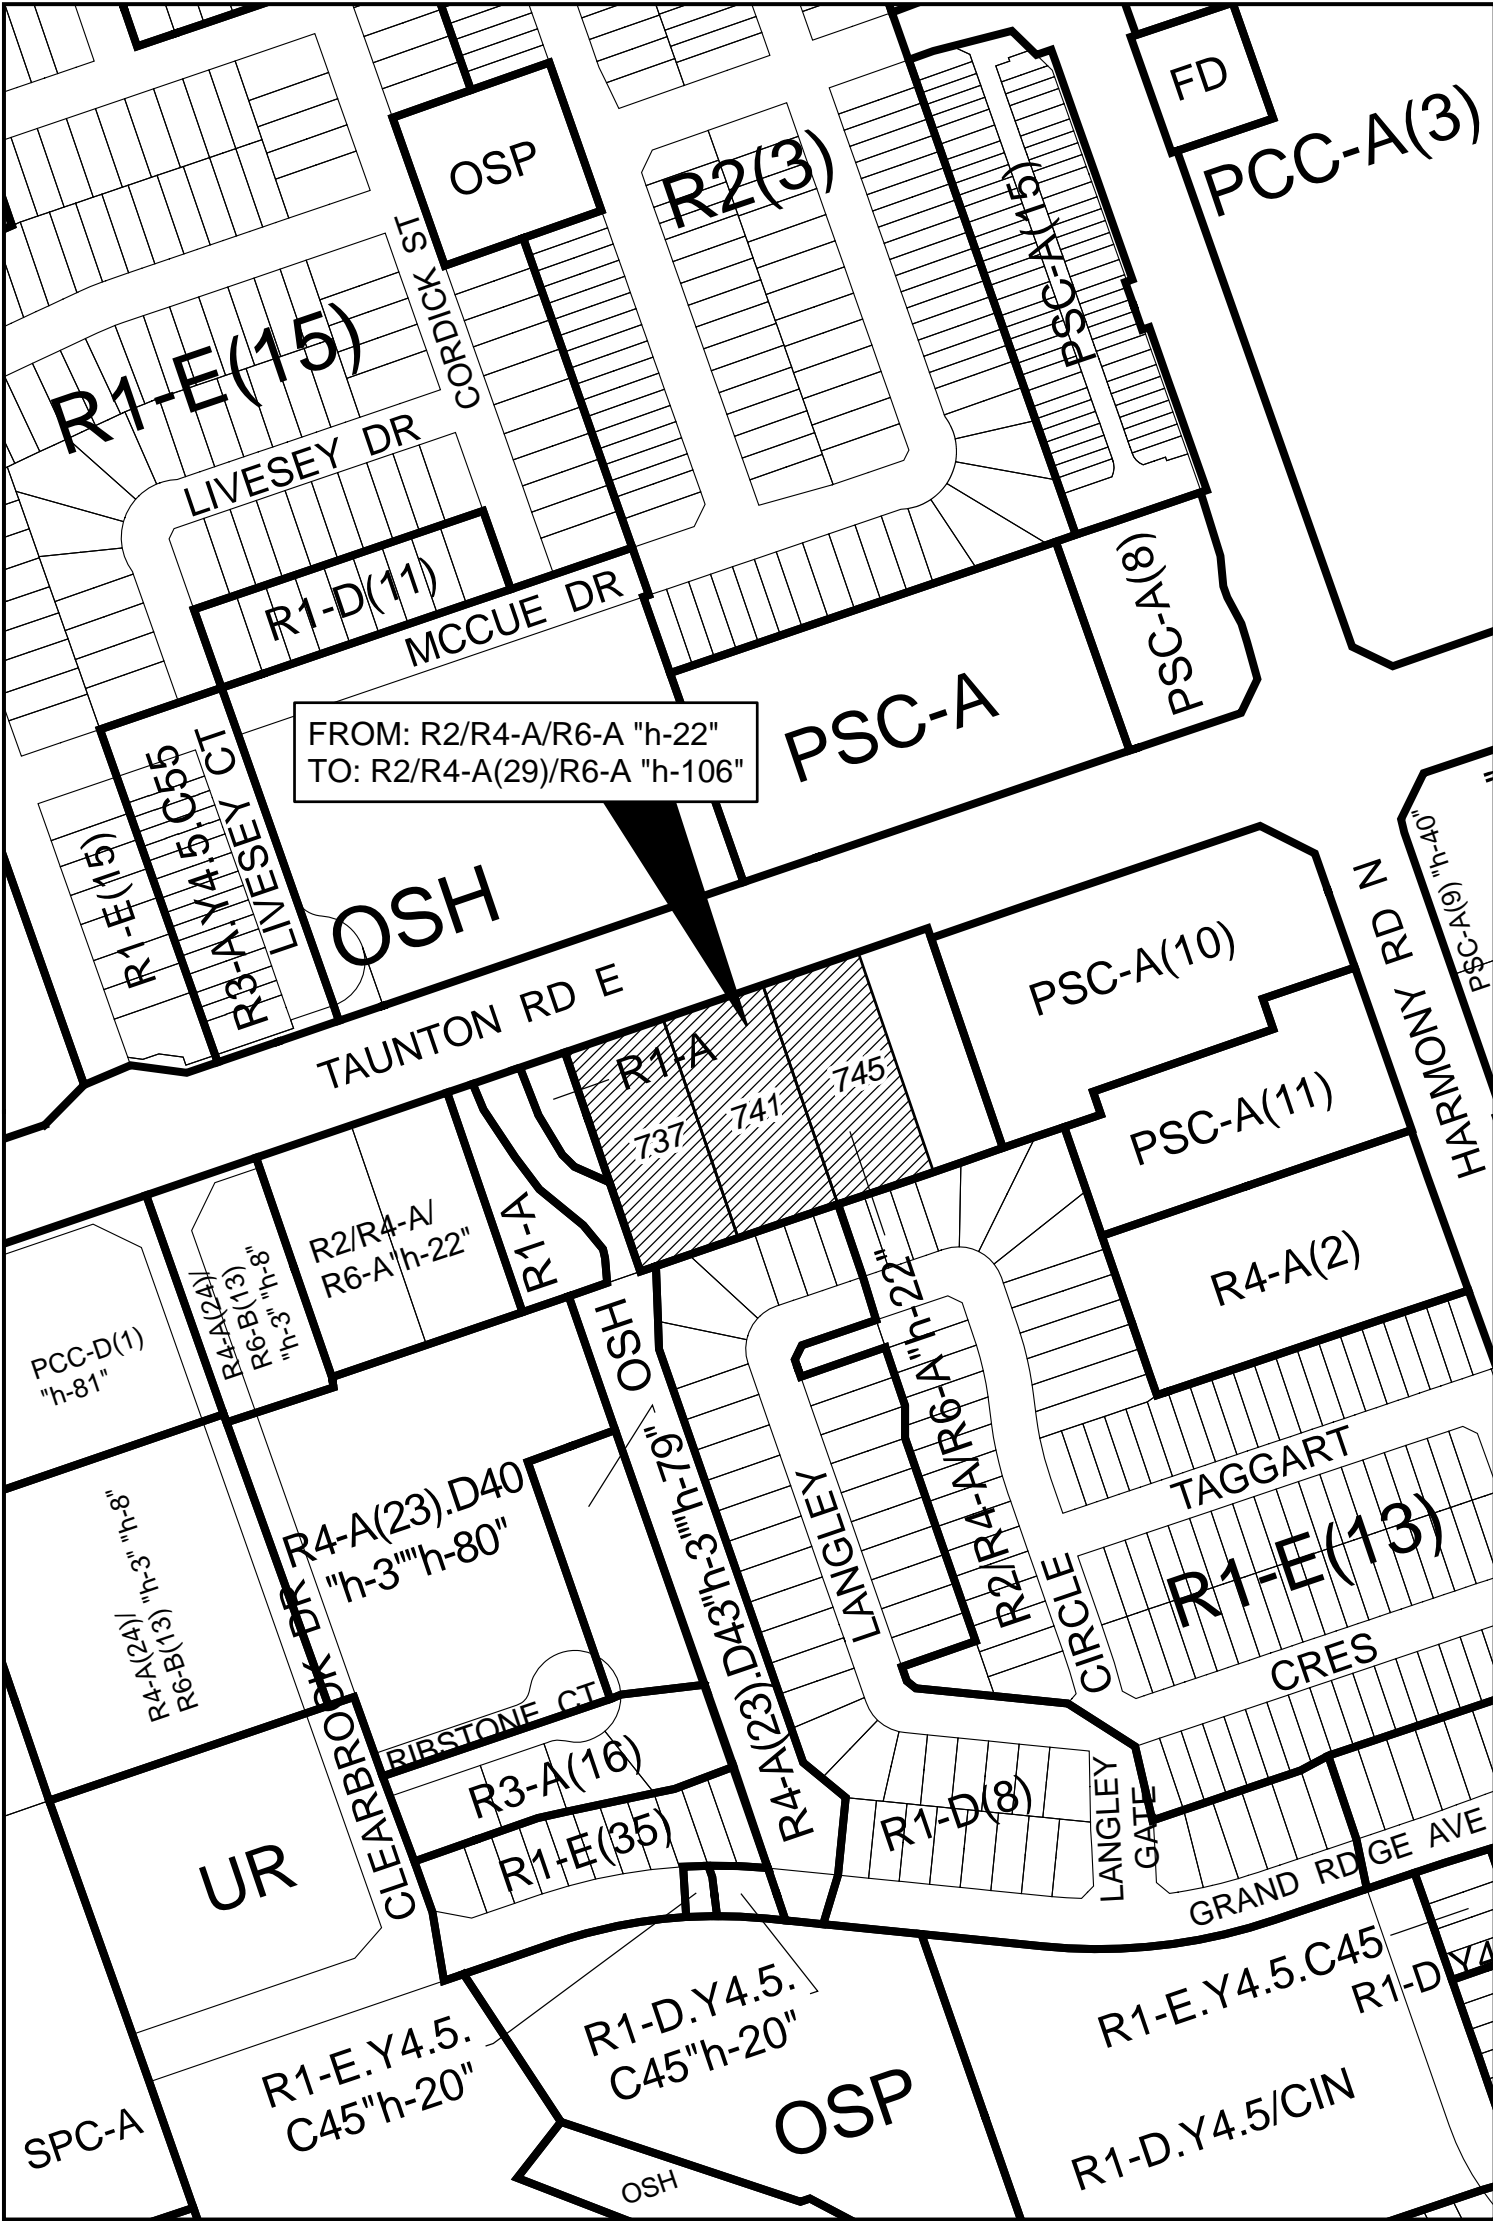 FD
PCC-A(3)
OSP
R2(3)
PSC-A(15)
CORDICK ST
R1-E(15)
LIVESEY DR
R1-D(11)
MCCUE DR
PSC-A(8)
PSC-A
FROM: R2/R4-A/R6-A "h-22"
TO: R2/R4-A(29)/R6-A "h-106"
R1-E(15)
R3-A.Y4.5.C55
LIVESEY CT
OSH
TAUNTON RD E
PSC-A(10)
HARMONY RD N
PSC-A(9) "h-40"
R1-A
737
741
745
PSC-A(11)
R4-A(2)
PCC-D(1)
"h-81"
R4-A(24)/
R6-B(13)
"h-3" "h-8"
R2/R4-A/
R6-A"h-22"
R1-A
OSH
R2/R4-A/R6-A"h-22"
R4-A(24)/
R6-B(13) "h-3" "h-8"
R4-A(23).D40
"h-3""h-80"
R4-A(23).D43"h-3""h-79"
LANGLEY
CIRCLE
TAGGART
R1-E(13)
CRES
CLEARBROOK DR
RIBSTONE CT
R3-A(16)
R1-E(35)
R1-D(8)
LANGLEY
GATE
GRAND RDIGE AVE
UR
R1-E.Y4.5.
C45"h-20"
R1-D.Y4.5.
C45"h-20"
R1-E.Y4.5.C45
R1-D.Y4
SPC-A
OSP
OSH
R1-D.Y4.5/CIN